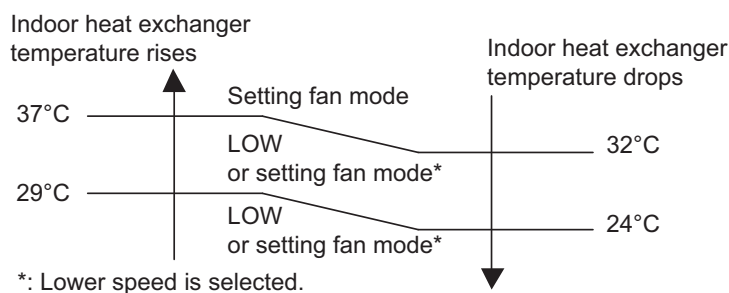 Indoor heat exchanger
temperature rises
Indoor heat exchanger
temperature drops
37°C
Setting fan mode
LOW
or setting fan mode*
32°C
29°C
LOW
or setting fan mode*
24°C
*: Lower speed is selected.